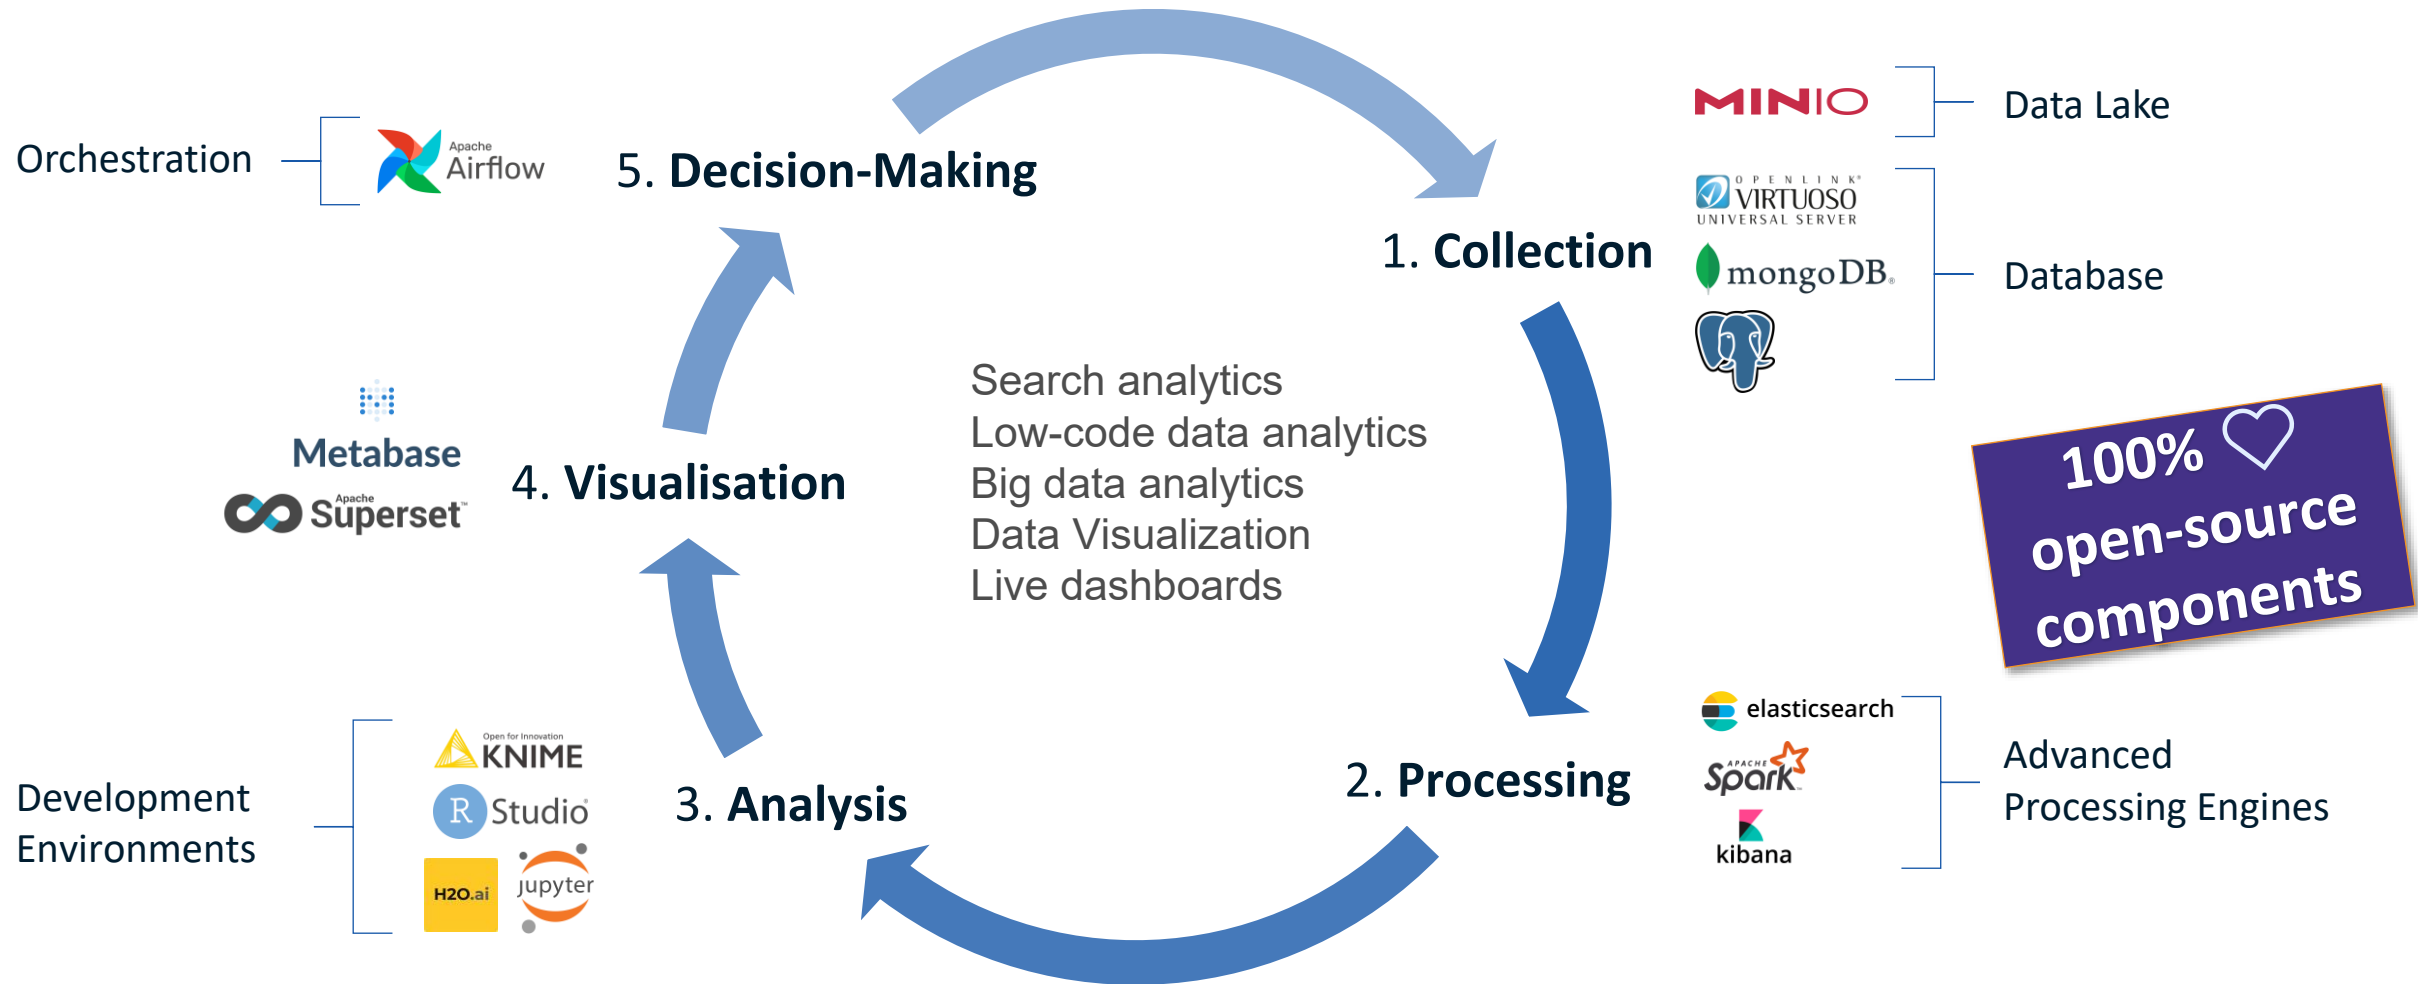 Orchestration
Apache
Airflow
5. Decision-Making
MINIO
Data Lake
OPENLINK
VIRTUOSO
UNIVERSAL SERVER
1. Collection
mongoDB®
Database
Search analytics
Low-code data analytics
Big data analytics
Data Visualization
Live dashboards
Metabase
Apache
Superset™
4. Visualisation
100%
open-source
components
elasticsearch
APACHE
Spark™
kibana
2. Processing
Advanced
Processing Engines
3. Analysis
Open for Innovation
KNIME
R Studio
H2O.ai
jupyter
Development
Environments